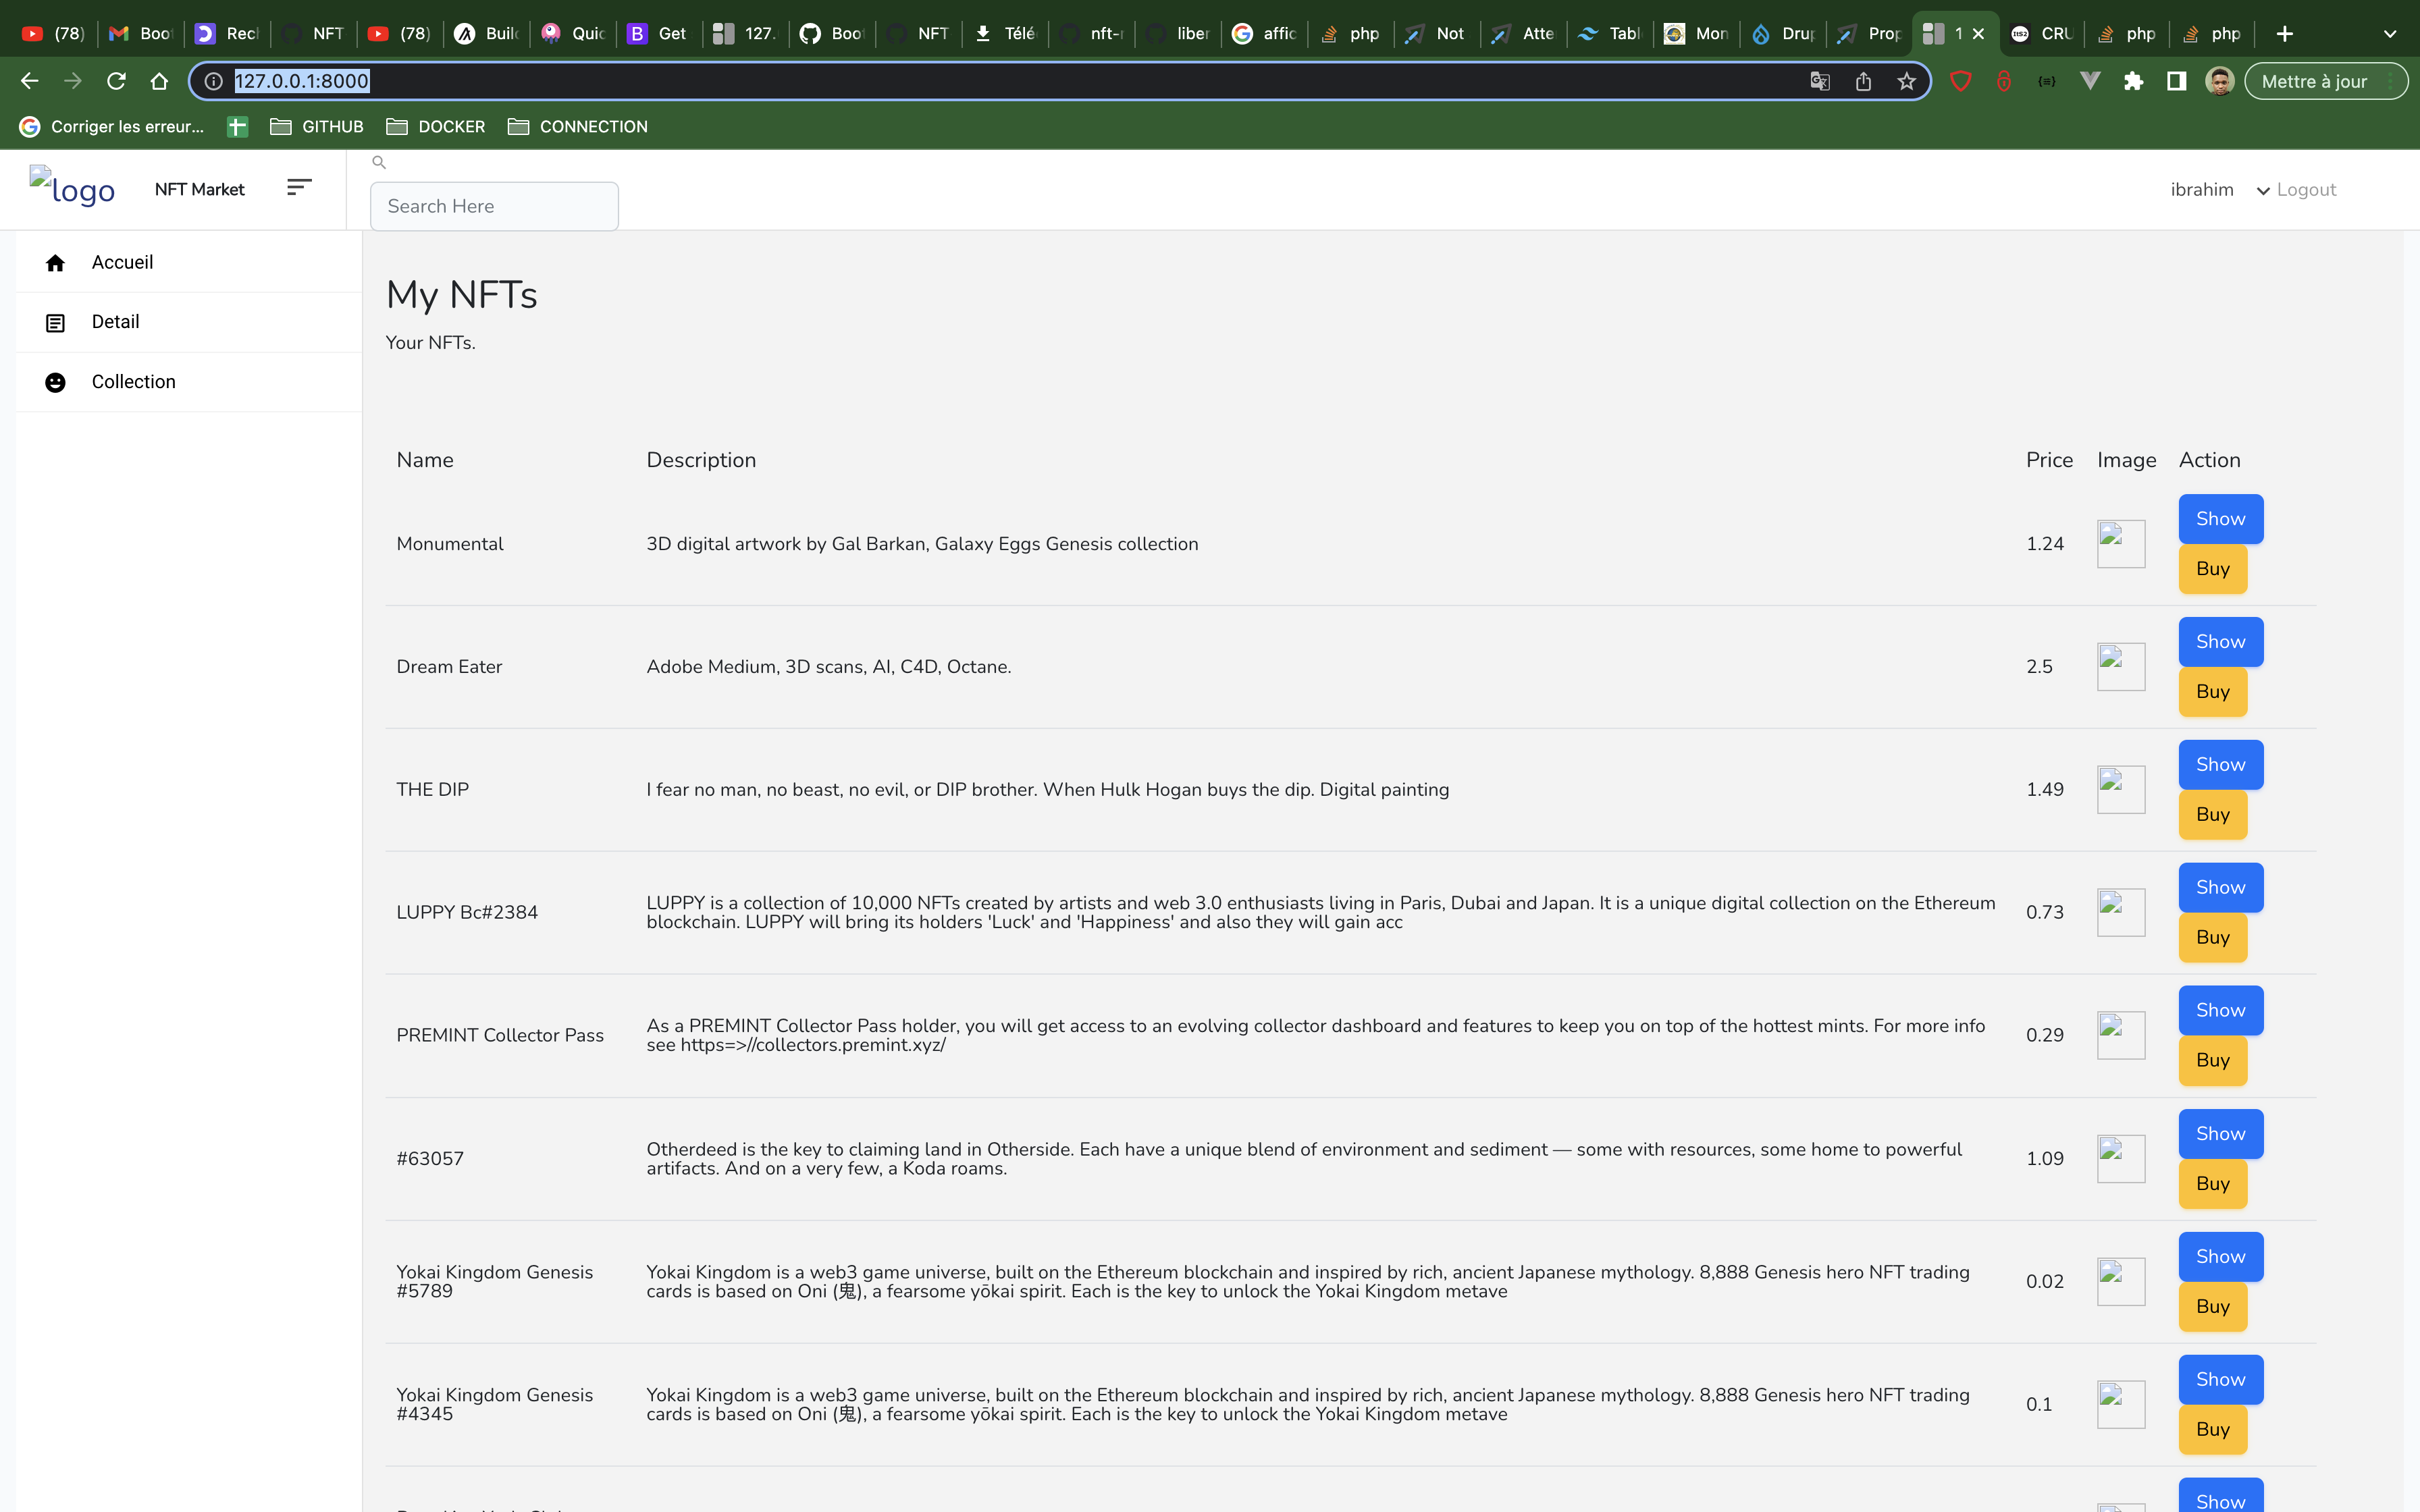 (78) Boo Rec NFT (78) Buil Quic Get 127. Boo NFT Télé nft-r liber affic php Not Atte Tabl Mon Drup Prop 1 CRU php php
127.0.0.1:8000 Mettre à jour
Corriger les erreur... GITHUB DOCKER CONNECTION
logo NFT Market
Search Here
ibrahim Logout
Accueil
Detail
Collection
My NFTs
Your NFTs.
Name Description Price Image Action
Monumental 3D digital artwork by Gal Barkan, Galaxy Eggs Genesis collection 1.24 Show
Buy
Dream Eater Adobe Medium, 3D scans, AI, C4D, Octane. 2.5 Show
Buy
THE DIP I fear no man, no beast, no evil, or DIP brother. When Hulk Hogan buys the dip. Digital painting 1.49 Show
Buy
LUPPY Bc#2384 LUPPY is a collection of 10,000 NFTs created by artists and web 3.0 enthusiasts living in Paris, Dubai and Japan. It is a unique digital collection on the Ethereum
blockchain. LUPPY will bring its holders 'Luck' and 'Happiness' and also they will gain acc 0.73 Show
Buy
PREMINT Collector Pass As a PREMINT Collector Pass holder, you will get access to an evolving collector dashboard and features to keep you on top of the hottest mints. For more info
see https=>//collectors.premint.xyz/ 0.29 Show
Buy
#63057 Otherdeed is the key to claiming land in Otherside. Each have a unique blend of environment and sediment — some with resources, some home to powerful
artifacts. And on a very few, a Koda roams. 1.09 Show
Buy
Yokai Kingdom Genesis
#5789 Yokai Kingdom is a web3 game universe, built on the Ethereum blockchain and inspired by rich, ancient Japanese mythology. 8,888 Genesis hero NFT trading
cards is based on Oni (鬼), a fearsome yōkai spirit. Each is the key to unlock the Yokai Kingdom metave 0.02 Show
Buy
Yokai Kingdom Genesis
#4345 Yokai Kingdom is a web3 game universe, built on the Ethereum blockchain and inspired by rich, ancient Japanese mythology. 8,888 Genesis hero NFT trading
cards is based on Oni (鬼), a fearsome yōkai spirit. Each is the key to unlock the Yokai Kingdom metave 0.1 Show
Buy
Show